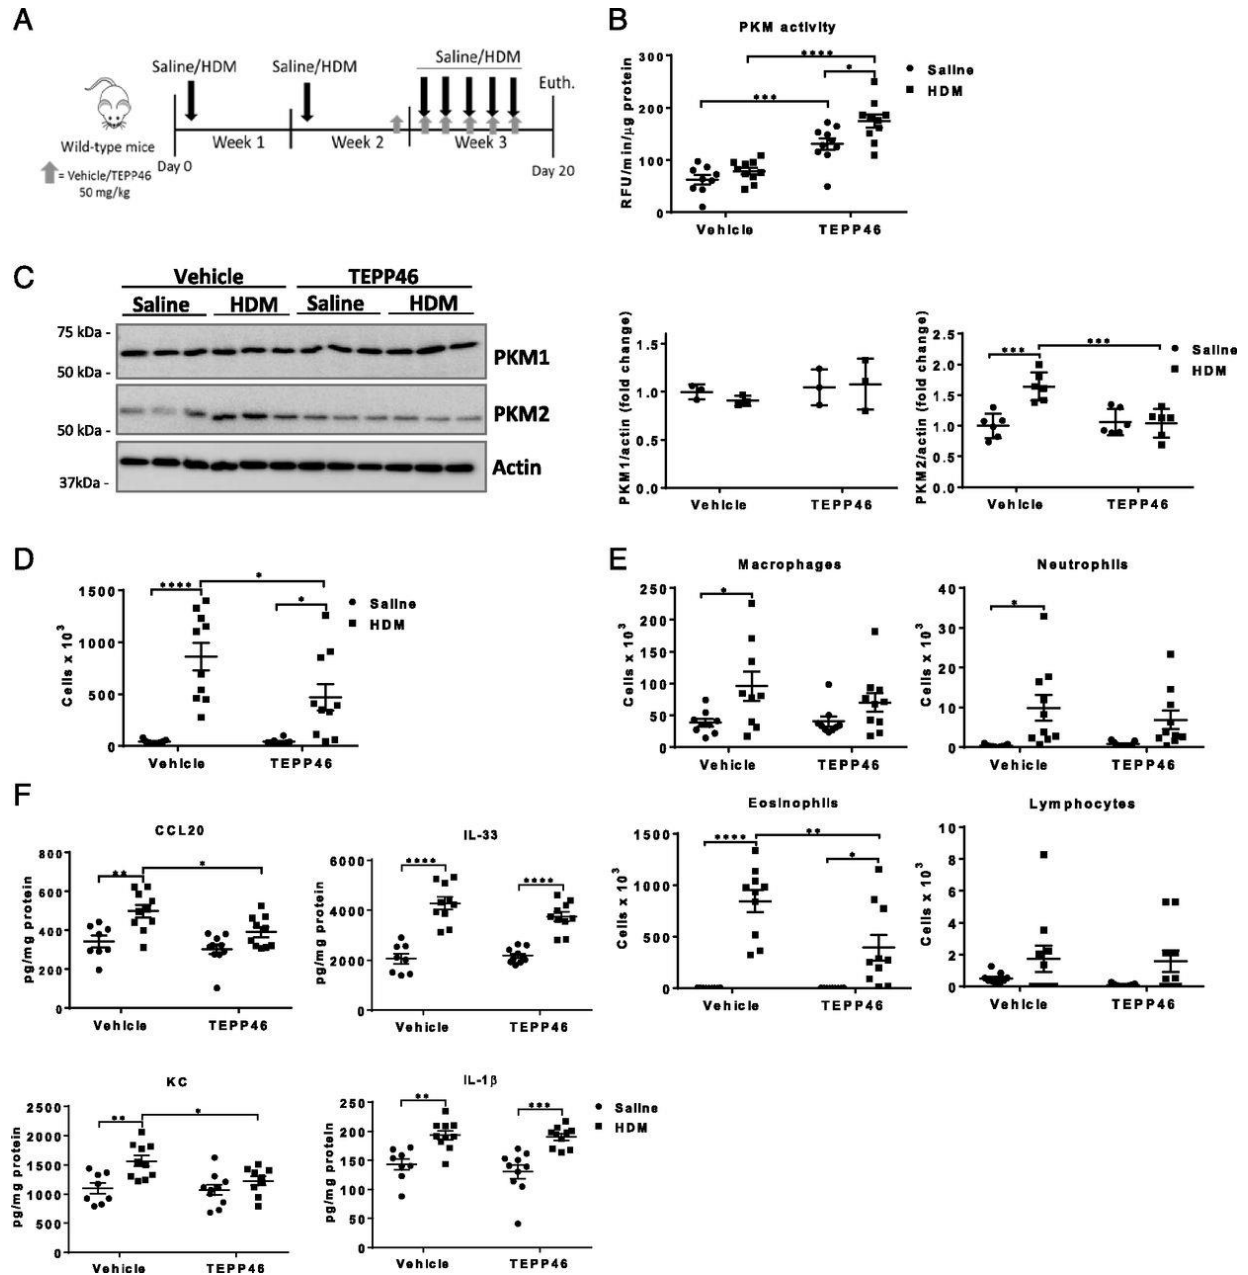 A
Saline/HDM
Saline/HDM
Saline/HDM
Euth.
Wild-type mice
Day 0
Week 1
Week 2
Week 3
Day 20
= Vehicle/TEPP46
50 mg/kg
B
PKM activity
RFU/min/µg protein
300
200
100
0
****
*
***
Saline
HDM
Vehicle
TEPP46
C
Vehicle
TEPP46
Saline
HDM
Saline
HDM
75 kDa -
50 kDa -
PKM1
50 kDa -
PKM2
37kDa -
Actin
PKM1/actin (fold change)
1.5
1.0
0.5
0.0
Vehicle
TEPP46
PKM2/actin (fold change)
2.5
2.0
1.5
1.0
0.5
0.0
***
***
Saline
HDM
Vehicle
TEPP46
D
Cells x 10³
1500
1000
500
0
****
*
*
Saline
HDM
Vehicle
TEPP46
E
Macrophages
Cells x 10³
250
200
150
100
50
0
*
Vehicle
TEPP46
Neutrophils
Cells x 10³
40
30
20
10
0
*
Vehicle
TEPP46
Eosinophils
Cells x 10³
1500
1000
500
0
****
**
*
Vehicle
TEPP46
Lymphocytes
Cells x 10³
10
8
6
4
2
0
Vehicle
TEPP46
F
CCL20
pg/mg protein
800
600
400
200
0
**
*
Vehicle
TEPP46
IL-33
pg/mg protein
6000
4000
2000
0
****
****
Vehicle
TEPP46
KC
pg/mg protein
2500
2000
1500
1000
500
0
**
*
Vehicle
TEPP46
IL-1β
pg/mg protein
250
200
150
100
50
0
**
***
Saline
HDM
Vehicle
TEPP46